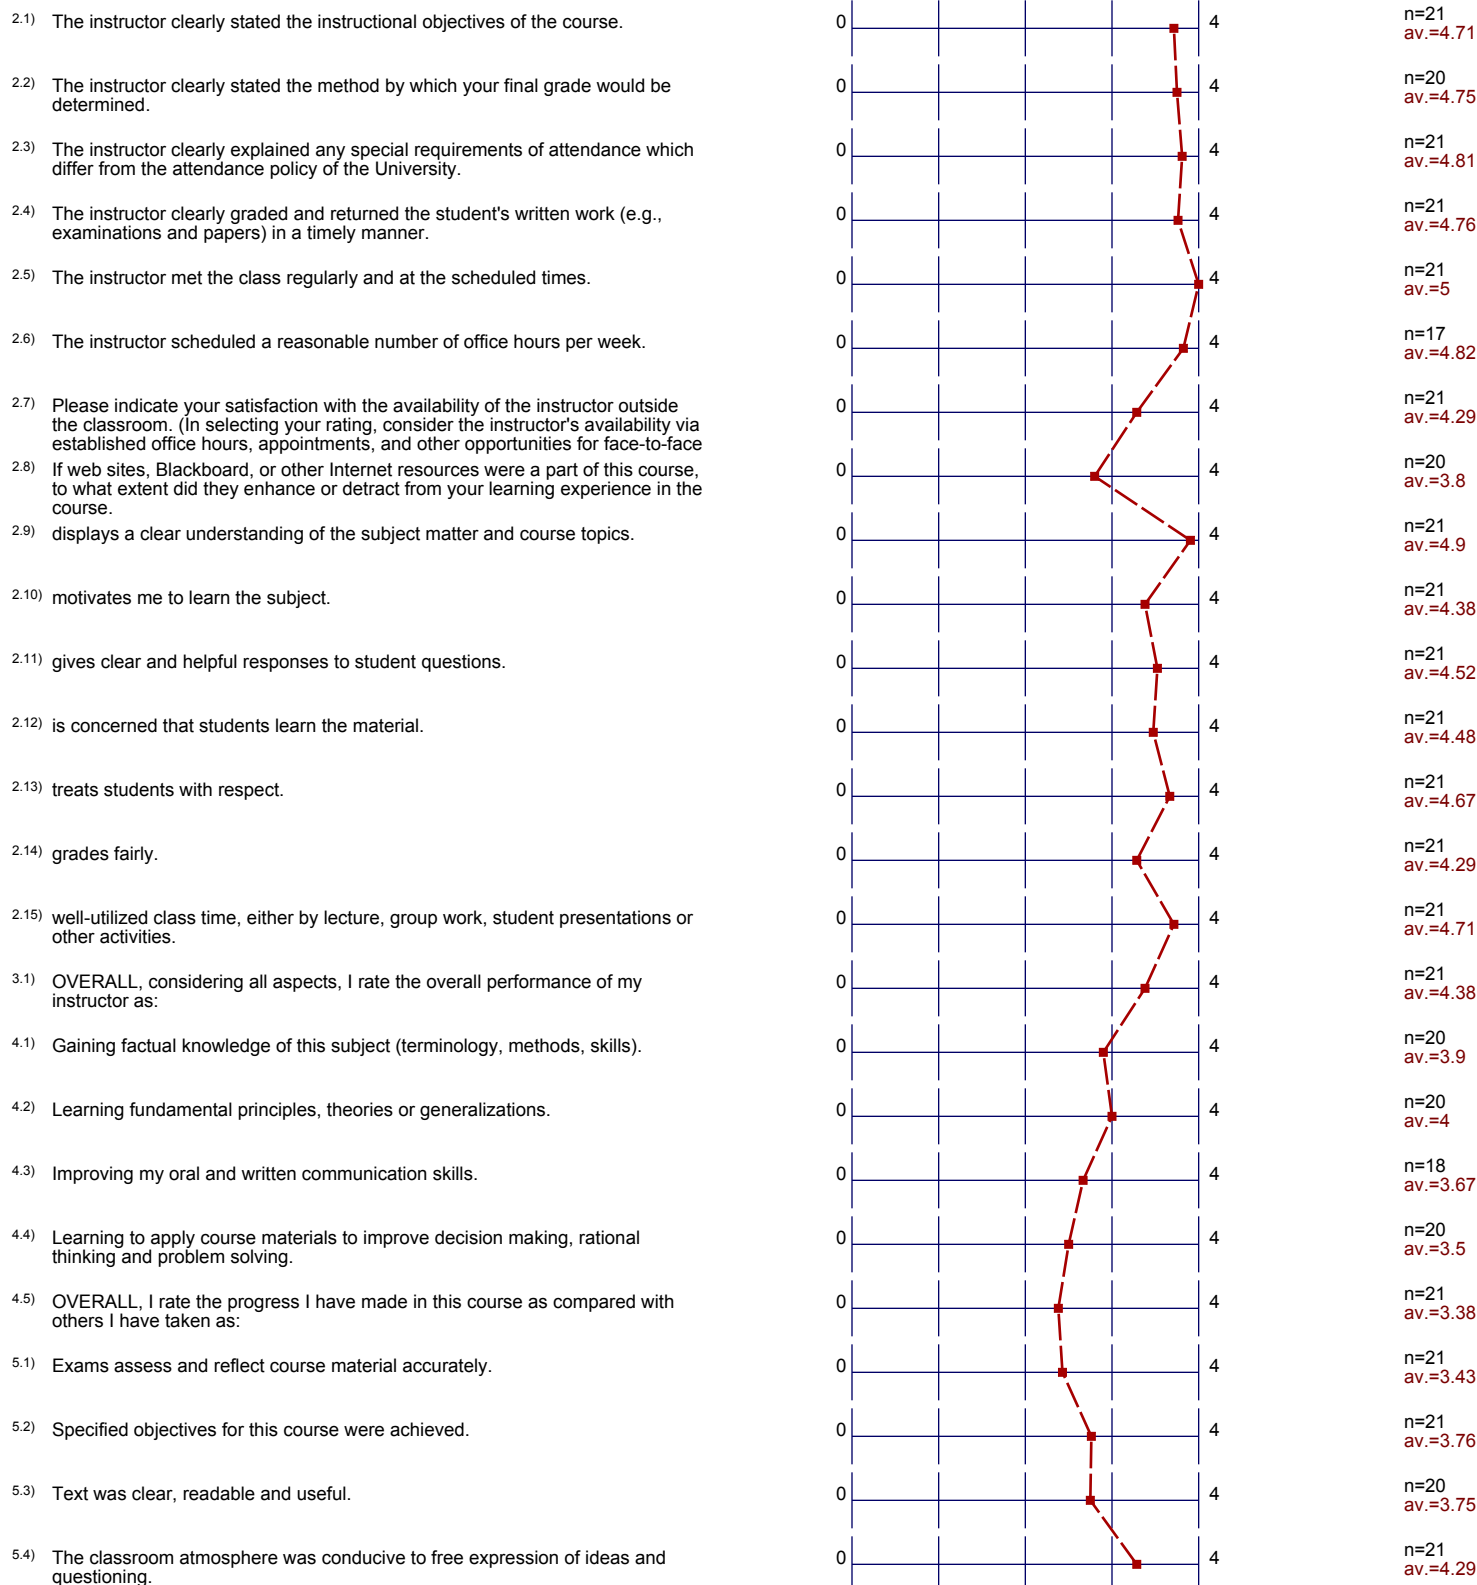 2.1) The instructor clearly stated the instructional objectives of the course. 0 4 n=21
av.=4.71
2.2) The instructor clearly stated the method by which your final grade would be 0 4 n=20
determined. av.=4.75
2.3) The instructor clearly explained any special requirements of attendance which 0 4 n=21
differ from the attendance policy of the University. av.=4.81
2.4) The instructor clearly graded and returned the student's written work (e.g., 0 4 n=21
examinations and papers) in a timely manner. av.=4.76
2.5) The instructor met the class regularly and at the scheduled times. 0 4 n=21
av.=5
2.6) The instructor scheduled a reasonable number of office hours per week. 0 4 n=17
av.=4.82
2.7) Please indicate your satisfaction with the availability of the instructor outside 0 4 n=21
the classroom. (In selecting your rating, consider the instructor's availability via av.=4.29
established office hours, appointments, and other opportunities for face-to-face
2.8) If web sites, Blackboard, or other Internet resources were a part of this course, 0 4 n=20
to what extent did they enhance or detract from your learning experience in the av.=3.8
course.
2.9) displays a clear understanding of the subject matter and course topics. 0 4 n=21
av.=4.9
2.10) motivates me to learn the subject. 0 4 n=21
av.=4.38
2.11) gives clear and helpful responses to student questions. 0 4 n=21
av.=4.52
2.12) is concerned that students learn the material. 0 4 n=21
av.=4.48
2.13) treats students with respect. 0 4 n=21
av.=4.67
2.14) grades fairly. 0 4 n=21
av.=4.29
2.15) well-utilized class time, either by lecture, group work, student presentations or 0 4 n=21
other activities. av.=4.71
3.1) OVERALL, considering all aspects, I rate the overall performance of my 0 4 n=21
instructor as: av.=4.38
4.1) Gaining factual knowledge of this subject (terminology, methods, skills). 0 4 n=20
av.=3.9
4.2) Learning fundamental principles, theories or generalizations. 0 4 n=20
av.=4
4.3) Improving my oral and written communication skills. 0 4 n=18
av.=3.67
4.4) Learning to apply course materials to improve decision making, rational 0 4 n=20
thinking and problem solving. av.=3.5
4.5) OVERALL, I rate the progress I have made in this course as compared with 0 4 n=21
others I have taken as: av.=3.38
5.1) Exams assess and reflect course material accurately. 0 4 n=21
av.=3.43
5.2) Specified objectives for this course were achieved. 0 4 n=21
av.=3.76
5.3) Text was clear, readable and useful. 0 4 n=20
av.=3.75
5.4) The classroom atmosphere was conducive to free expression of ideas and 0 4 n=21
questioning. av.=4.29